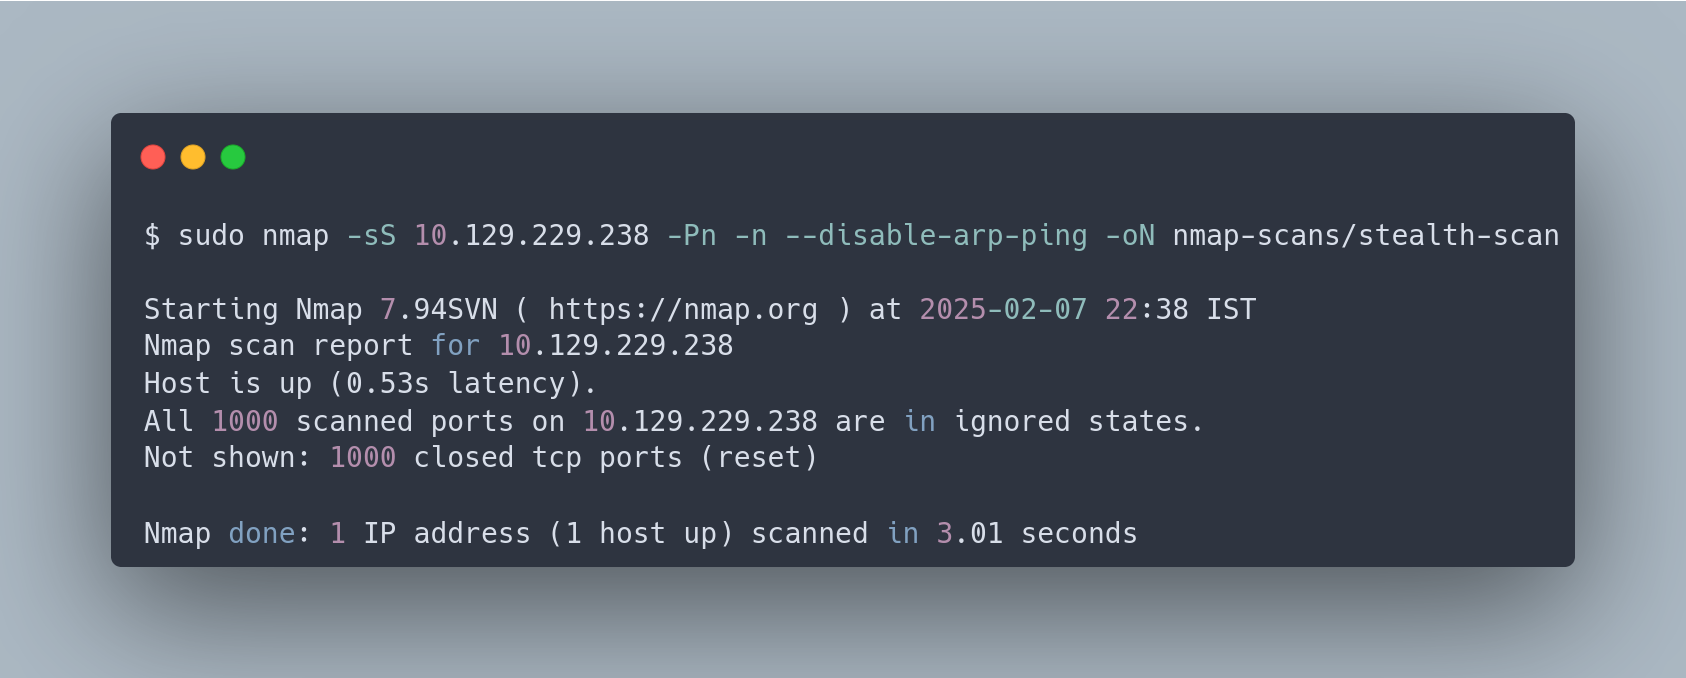 $ sudo nmap -sS 10.129.229.238 -Pn -n --disable-arp-ping -oN nmap-scans/stealth-scan
Starting Nmap 7.94SVN ( https://nmap.org ) at 2025-02-07 22:38 IST
Nmap scan report for 10.129.229.238
Host is up (0.53s latency).
All 1000 scanned ports on 10.129.229.238 are in ignored states.
Not shown: 1000 closed tcp ports (reset)
Nmap done: 1 IP address (1 host up) scanned in 3.01 seconds